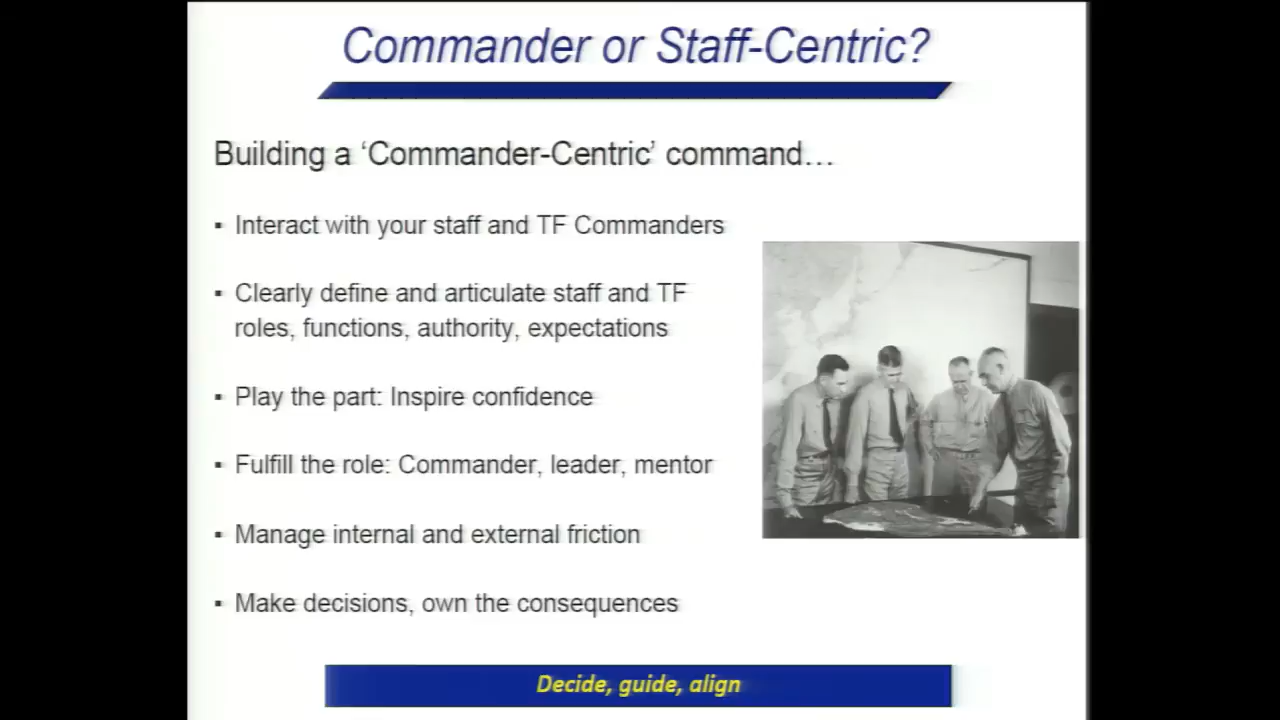 Commander or Staff-Centric?
Building a ‘Commander-Centric’ command…
▪ Interact with your staff and TF Commanders
▪ Clearly define and articulate staff and TF
roles, functions, authority, expectations
▪ Play the part: Inspire confidence
▪ Fulfill the role: Commander, leader, mentor
▪ Manage internal and external friction
▪ Make decisions, own the consequences
Decide, guide, align